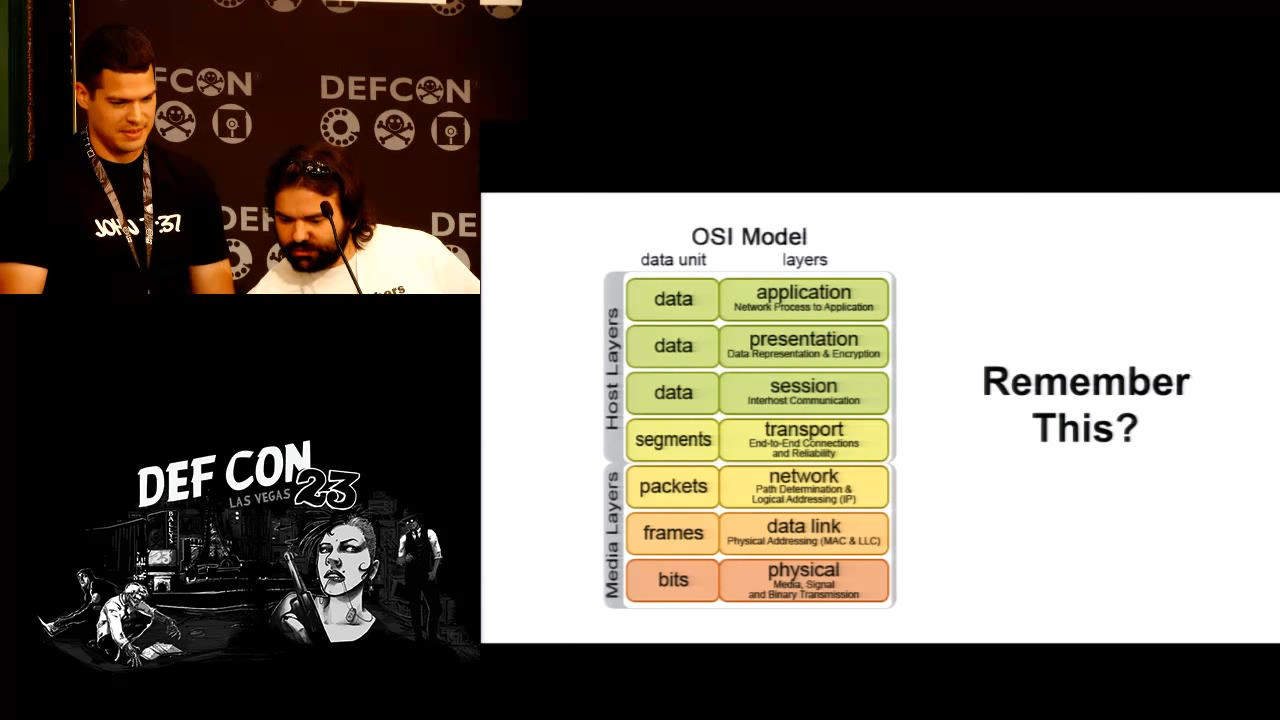 DEFCON
DEFCON
DEF
DE
DEF CON 23
LAS VEGAS
BALLYS
OSI Model
data unit layers
Host Layers
data application
Network Process to Application
data presentation
Data Representation & Encryption
data session
Interhost Communication
segments transport
End-to-End Connections
and Reliability
Media Layers
packets network
Path Determination &
Logical Addressing (IP)
frames data link
Physical Addressing (MAC & LLC)
bits physical
Media, Signal
and Binary Transmission
Remember
This?